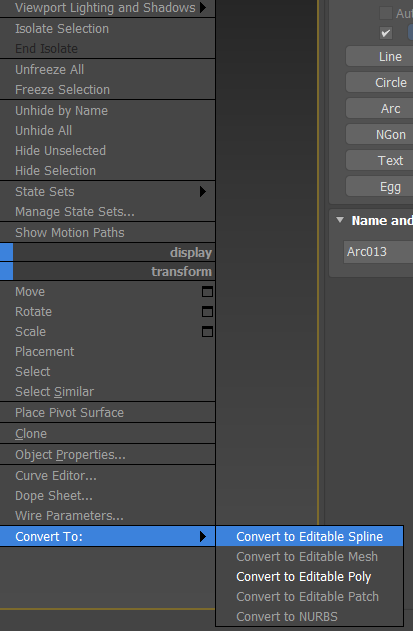 Viewport Lighting and Shadows
Isolate Selection
End Isolate
Unfreeze All
Freeze Selection
Unhide by Name
Unhide All
Hide Unselected
Hide Selection
State Sets
Manage State Sets...
Show Motion Paths
display
transform
Move
Rotate
Scale
Placement
Select
Select Similar
Place Pivot Surface
Clone
Object Properties...
Curve Editor...
Dope Sheet...
Wire Parameters...
Convert To:
Convert to Editable Spline
Convert to Editable Mesh
Convert to Editable Poly
Convert to Editable Patch
Convert to NURBS
Aut
Line
Circle
Arc
NGon
Text
Egg
Name and
Arc013